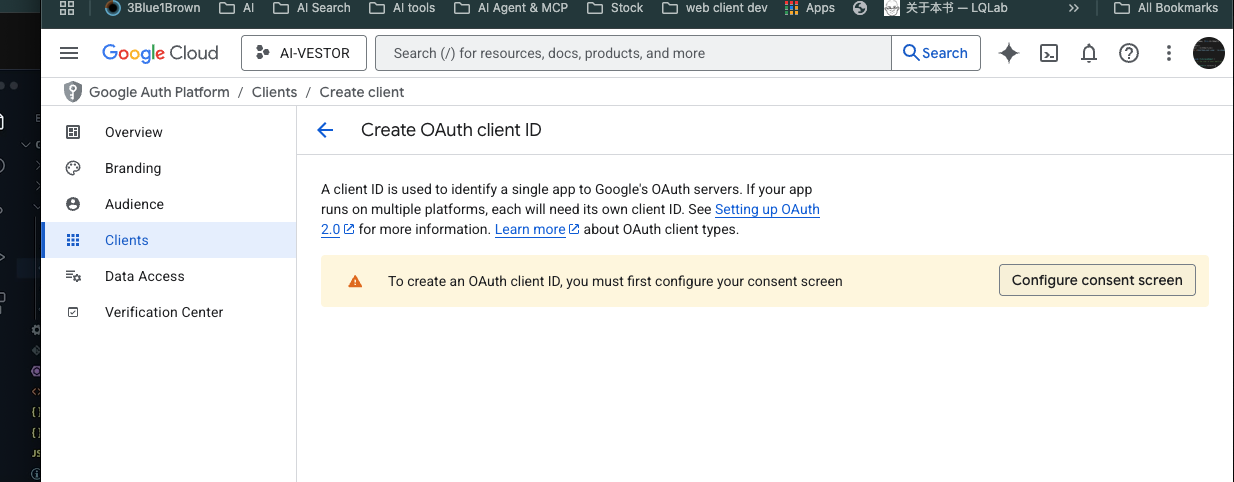 3Blue1Brown AI AI Search AI tools AI Agent & MCP Stock web client dev Apps 关于本书 — LQLab » All Bookmarks
Google Cloud AI-VESTOR Search (/) for resources, docs, products, and more Search
Google Auth Platform / Clients / Create client
Overview
Branding
Audience
Clients
Data Access
Verification Center
Create OAuth client ID
A client ID is used to identify a single app to Google's OAuth servers. If your app
runs on multiple platforms, each will need its own client ID. See Setting up OAuth
2.0 for more information. Learn more about OAuth client types.
To create an OAuth client ID, you must first configure your consent screen Configure consent screen